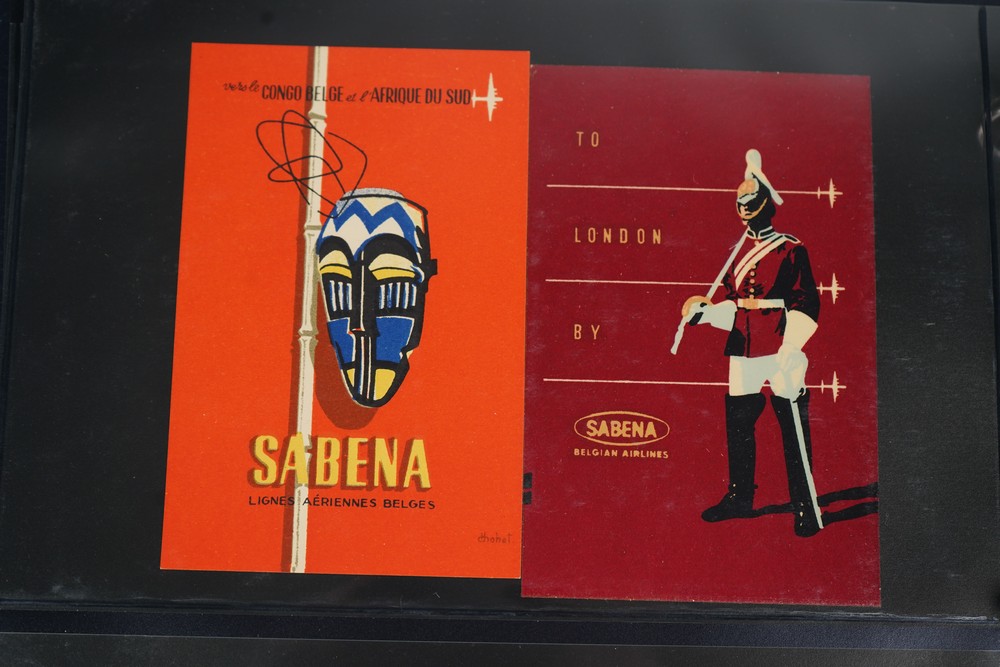 vers le CONGO BELGE et l'AFRIQUE DU SUD
SABENA
LIGNES AÉRIENNES BELGES
TO
LONDON
BY
SABENA
BELGIAN AIRLINES